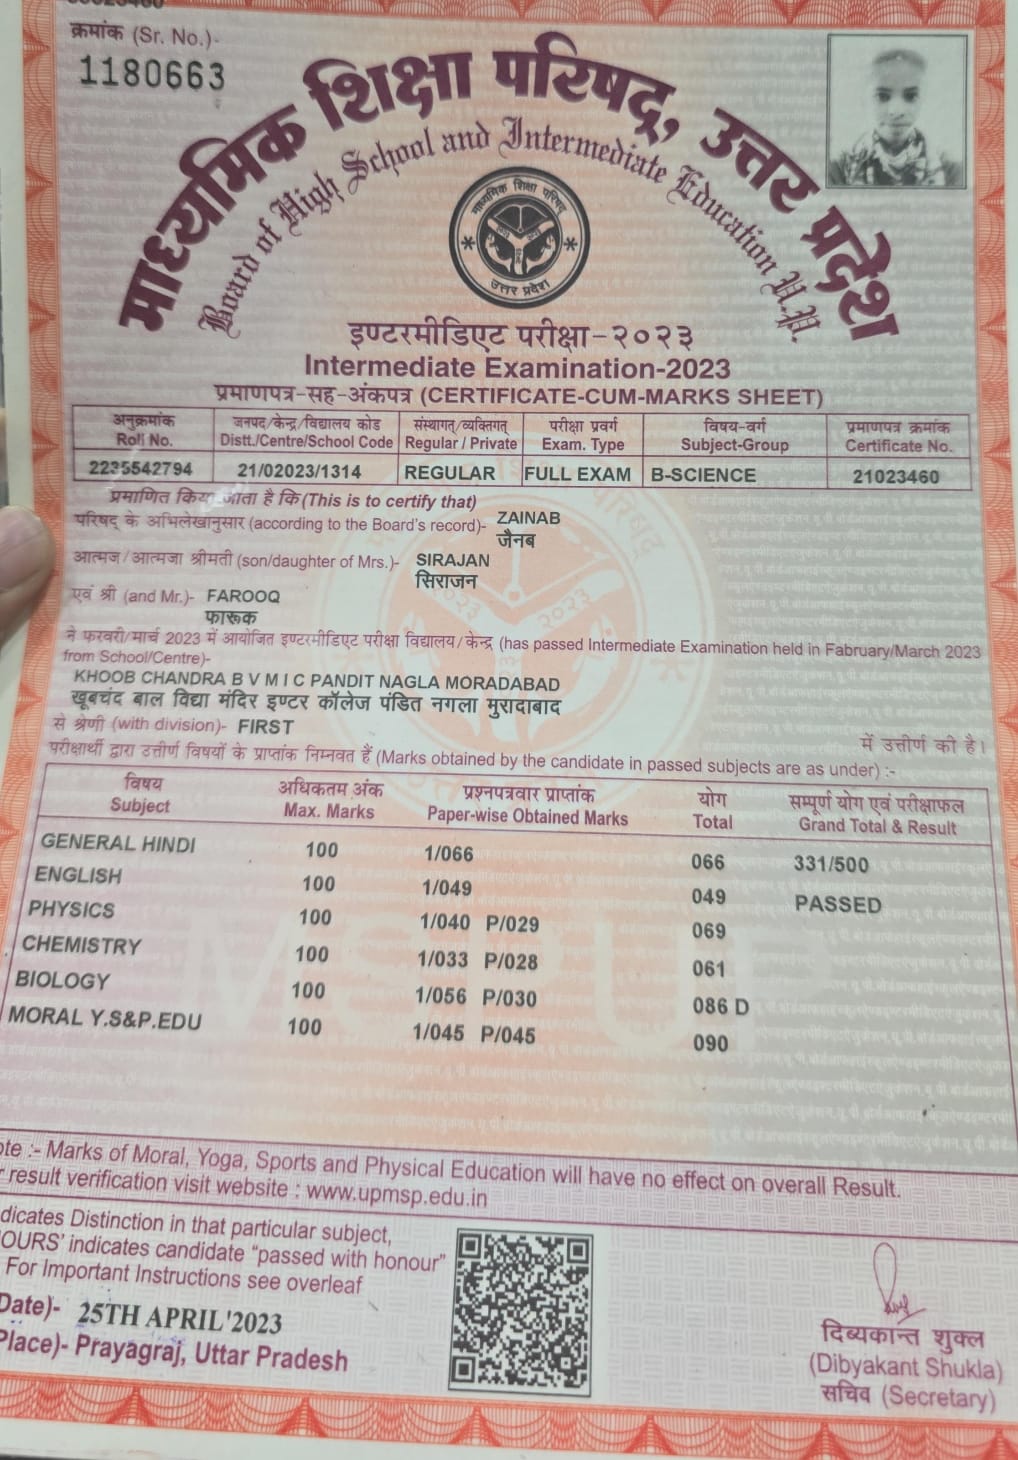 क्रमांक (Sr. No.)-
1180663
माध्यमिक शिक्षा परिषद्, उत्तर प्रदेश
Board of High School and Intermediate Education U.P.
माध्यमिक शिक्षा परिषद
उत्तर प्रदेश
इण्टरमीडिएट परीक्षा-२०२३
Intermediate Examination-2023
प्रमाणपत्र-सह-अंकपत्र (CERTIFICATE-CUM-MARKS SHEET)
अनुक्रमांक जनपद/केन्द्र/विद्यालय कोड संस्थागत्/व्यक्तिगत् परीक्षा प्रवर्ग विषय-वर्ग प्रमाणपत्र क्रमांक
Roll No. Distt./Centre/School Code Regular / Private Exam. Type Subject-Group Certificate No.
2235542794 21/02023/1314 REGULAR FULL EXAM B-SCIENCE 21023460
प्रमाणित किया जाता है कि (This is to certify that)
परिषद् के अभिलेखानुसार (according to the Board's record)- ZAINAB
जैनब
आत्मज/आत्मजा श्रीमती (son/daughter of Mrs.)- SIRAJAN
सिराजन
एवं श्री (and Mr.)- FAROOQ
फारूक
ने फरवरी/मार्च 2023 में आयोजित इण्टरमीडिएट परीक्षा विद्यालय/केन्द्र (has passed Intermediate Examination held in Fabruary/March 2023
from School/Centre)-
KHOOB CHANDRA B V M I C PANDIT NAGLA MORADABAD
खूबचंद बाल विद्या मंदिर इण्टर कॉलेज पंडित नगला मुरादाबाद
से श्रेणी (with division)- FIRST में उत्तीर्ण की है।
परीक्षार्थी द्वारा उत्तीर्ण विषयों के प्राप्तांक निम्नवत हैं (Marks obtained by the candidate in passed subjects are as under) :-
विषय अधिकतम अंक प्रश्नपत्रवार प्राप्तांक योग सम्पूर्ण योग एवं परीक्षाफल
Subject Max. Marks Paper-wise Obtained Marks Total Grand Total & Result
GENERAL HINDI 100 1/066 066 331/500
ENGLISH 100 1/049 049 PASSED
PHYSICS 100 1/040 P/029 069
CHEMISTRY 100 1/033 P/028 061
BIOLOGY 100 1/056 P/030 086 D
MORAL Y.S&P.EDU 100 1/045 P/045 090
:- Marks of Moral, Yoga, Sports and Physical Education will have no effect on overall Result.
result verification visit website : www.upmsp.edu.in
Distinction in that particular subject,
indicates candidate "passed with honour"
For Important Instructions see overleaf
Date)- 25TH APRIL'2023
Place)- Prayagraj, Uttar Pradesh
दिब्यकान्त शुक्ल
(Dibyakant Shukla)
सचिव (Secretary)